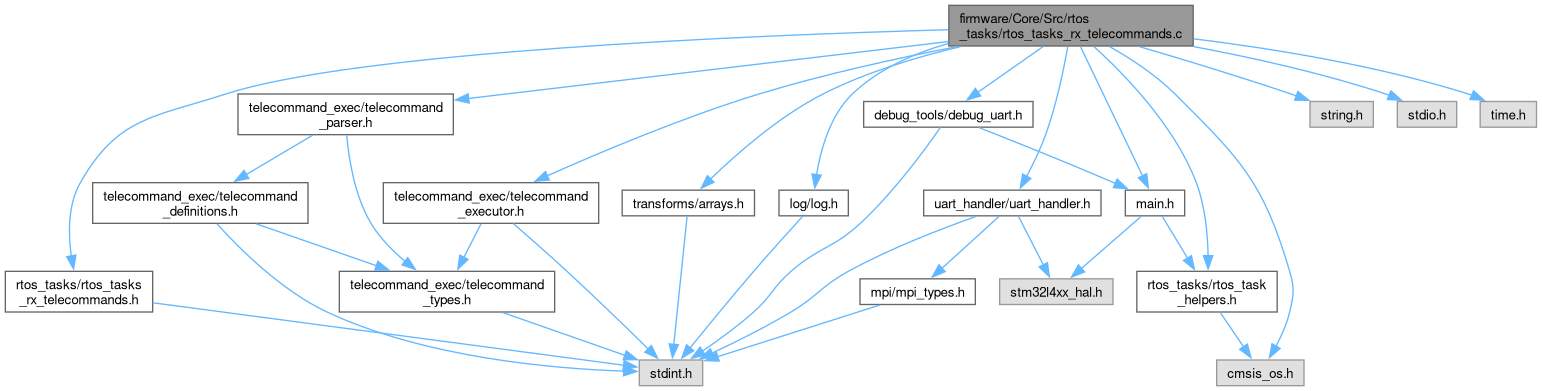 firmware/Core/Src/rtos
_tasks/rtos_tasks_rx_telecommands.c
telecommand_exec/telecommand
_parser.h
debug_tools/debug_uart.h
string.h
stdio.h
time.h
telecommand_exec/telecommand
_definitions.h
telecommand_exec/telecommand
_executor.h
transforms/arrays.h
log/log.h
uart_handler/uart_handler.h
main.h
rtos_tasks/rtos_tasks
_rx_telecommands.h
telecommand_exec/telecommand
_types.h
mpi/mpi_types.h
stm32l4xx_hal.h
rtos_tasks/rtos_task
_helpers.h
stdint.h
cmsis_os.h